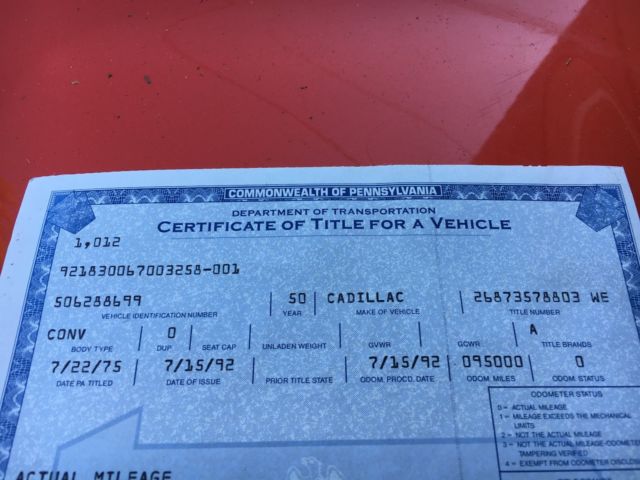 COMMONWEALTH OF PENNSYLVANIA
DEPARTMENT OF TRANSPORTATION
CERTIFICATE OF TITLE FOR A VEHICLE
1,012
921830067003258-001
506288699 50 CADILLAC 26873578803 WE
VEHICLE IDENTIFICATION NUMBER YEAR MAKE OF VEHICLE TITLE NUMBER
CONV 0 A
BODY TYPE DUP SEAT CAP UNLADEN WEIGHT GVWR GCWR TITLE BRANDS
7/22/75 7/15/92 7/15/92 095000 0
DATE PA TITLED DATE OF ISSUE PRIOR TITLE STATE ODOM. PROCD. DATE ODOM. MILES ODOM. STATUS
ODOMETER STATUS
0 = ACTUAL MILEAGE
1 = MILEAGE EXCEEDS THE MECHANICAL
LIMITS
2 = NOT THE ACTUAL MILEAGE
3 = NOT THE ACTUAL MILEAGE-ODOMETER
TAMPERING VERIFIED
4 = EXEMPT FROM ODOMETER DISCLOSU
ACTUAL MILEAGE